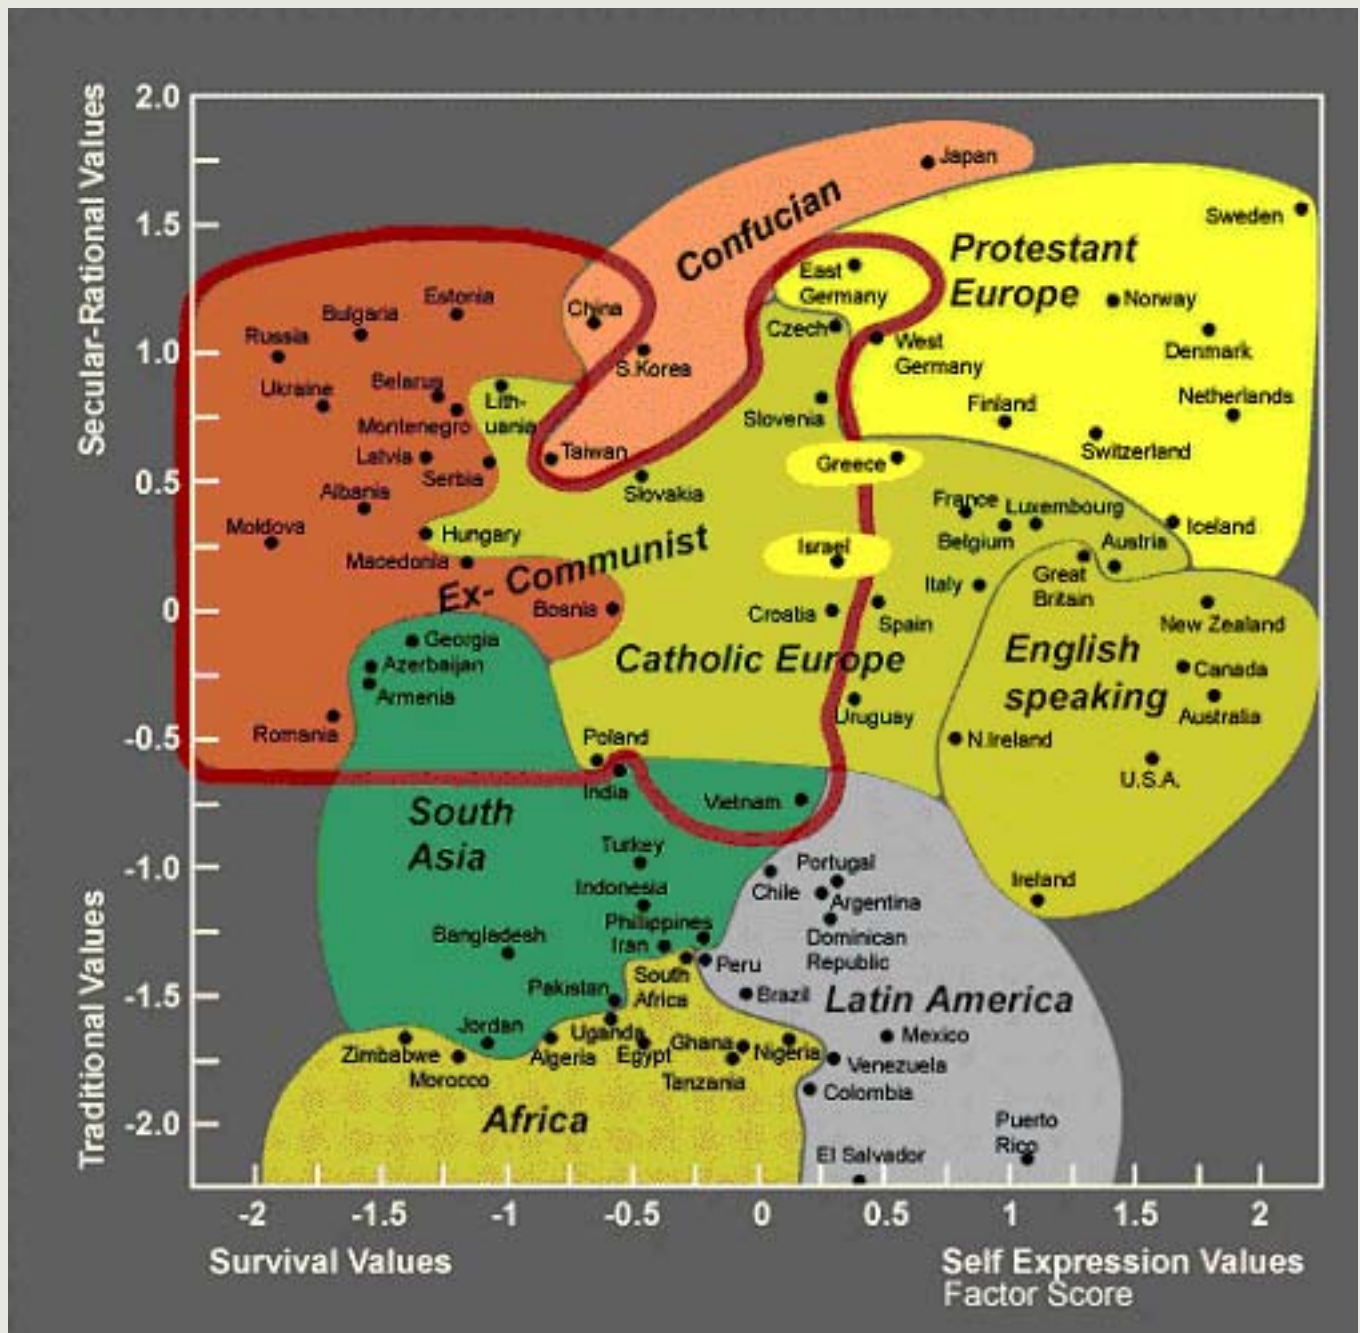 Secular-Rational Values
Traditional Values
2.0
1.5
1.0
0.5
0
-0.5
-1.0
-1.5
-2.0
Japan
Confucian
Sweden
Protestant
Europe
East
Germany
Norway
Estonia
China
Bulgaria
Russia
Czech
West
Germany
Denmark
S.Korea
Ukraine
Belarus
Lith-
uania
Netherlands
Finland
Montenegro
Slovenia
Latvia
Serbia
Taiwan
Greece
Switzerland
Albania
Slovakia
France
Luxembourg
Moldova
Hungary
Iceland
Belgium
Austria
Israel
Macedonia
Ex- Communist
Great
Britain
Italy
Bosnia
Croatia
Spain
New Zealand
Georgia
Azerbaijan
Armenia
Catholic Europe
English
speaking
Canada
Australia
Uruguay
Romania
Poland
N.Ireland
U.S.A.
India
Vietnam
South
Asia
Turkey
Portugal
Indonesia
Chile
Argentina
Ireland
Phillippines
Iran
Bangladesh
Dominican
Republic
South
Africa
Peru
Pakistan
Brazil
Latin America
Jordan
Uganda
Zimbabwe
Algeria
Egypt
Ghana
Nigeria
Mexico
Venezuela
Morocco
Tanzania
Colombia
Africa
Puerto
Rico
El Salvador
-2 -1.5 -1 -0.5 0 0.5 1 1.5 2
Survival Values
Self Expression Values
Factor Score